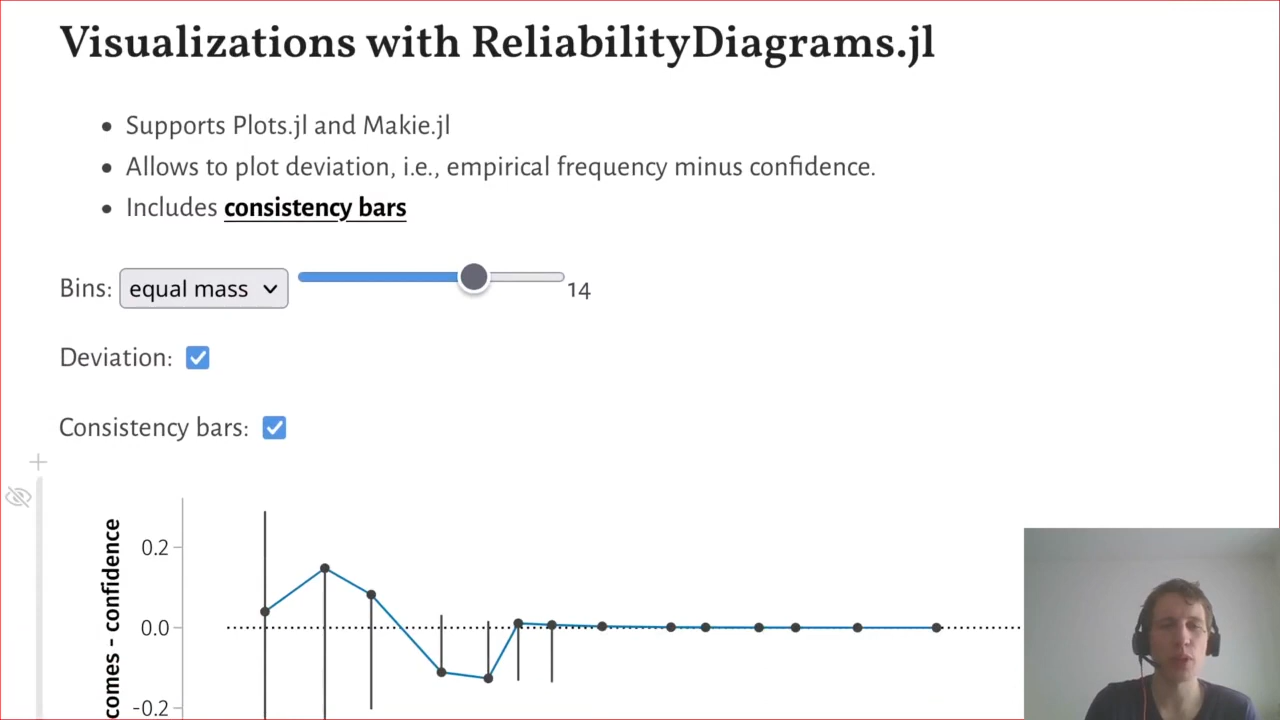 Visualizations with ReliabilityDiagrams.jl
• Supports Plots.jl and Makie.jl
• Allows to plot deviation, i.e., empirical frequency minus confidence.
• Includes consistency bars
Bins: equal mass 14
Deviation:
Consistency bars:
comes - confidence
0.2
0.0
-0.2